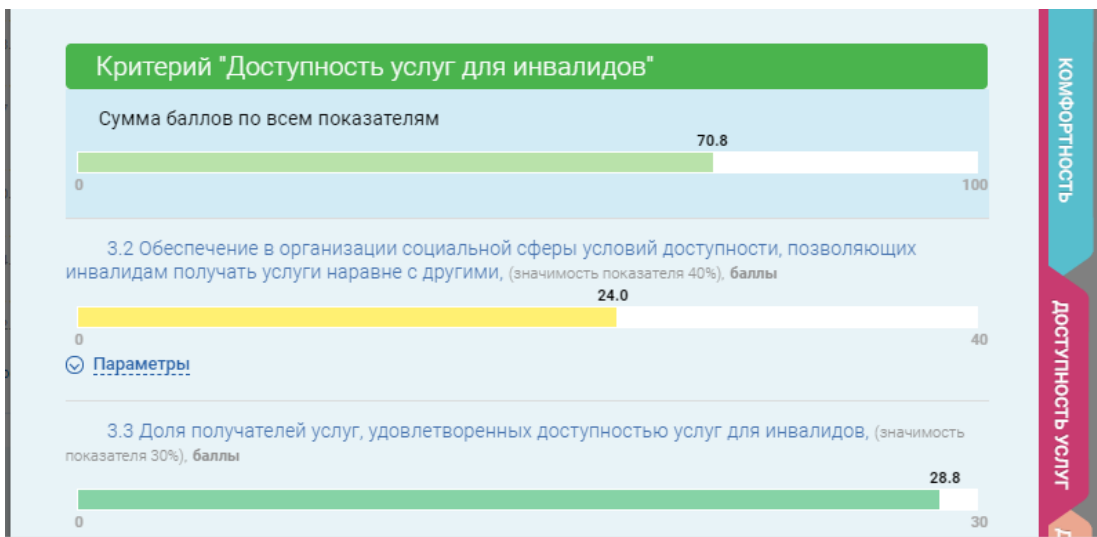 Критерий "Доступность услуг для инвалидов"
Сумма баллов по всем показателям
70.8
0
100
3.2 Обеспечение в организации социальной сферы условий доступности, позволяющих
инвалидам получать услуги наравне с другими, (значимость показателя 40%), баллы
24.0
0
40
Параметры
3.3 Доля получателей услуг, удовлетворенных доступностью услуг для инвалидов, (значимость
показателя 30%), баллы
28.8
0
30
КОМФОРТНОСТЬ
ДОСТУПНОСТЬ УСЛУГ